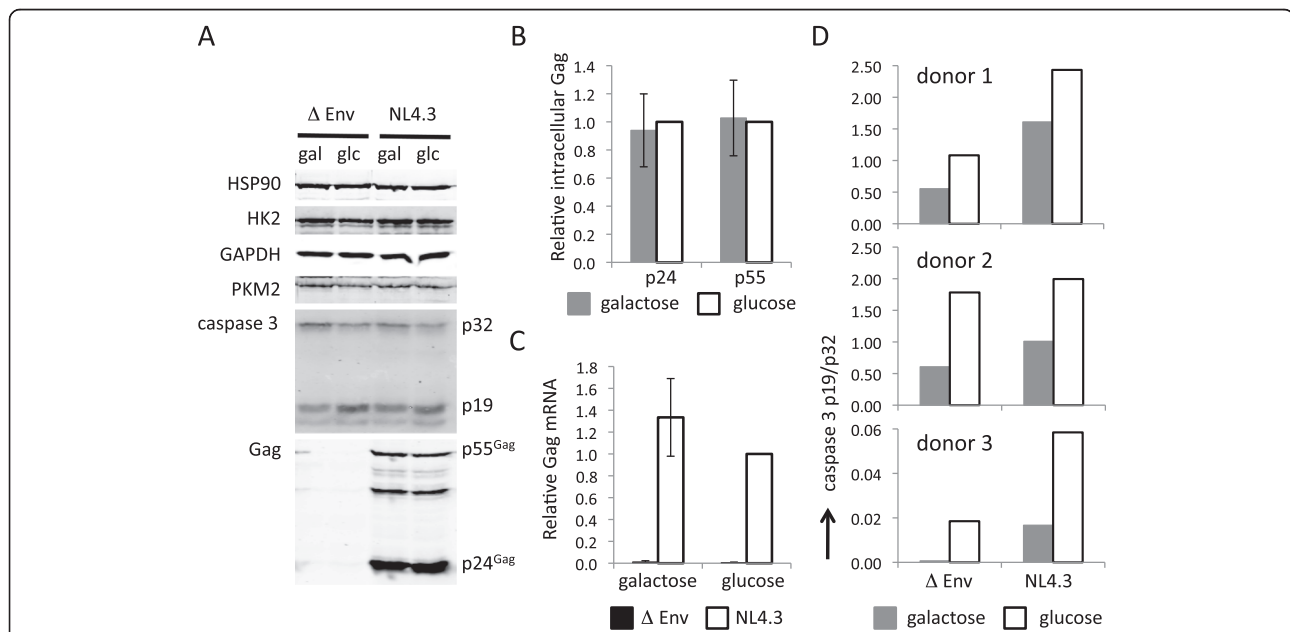 A
Δ Env NL4.3
gal glc gal glc
HSP90
HK2
GAPDH
PKM2
caspase 3 p32
p19
Gag p55Gag
p24Gag
B
Relative intracellular Gag
1.4
1.2
1.0
0.8
0.6
0.4
0.2
0.0
p24 p55
galactose glucose
C
Relative Gag mRNA
1.8
1.6
1.4
1.2
1.0
0.8
0.6
0.4
0.2
0.0
galactose glucose
Δ Env NL4.3
D
caspase 3 p19/p32
donor 1
2.50
2.00
1.50
1.00
0.50
0.00
donor 2
2.50
2.00
1.50
1.00
0.50
0.00
donor 3
0.06
0.04
0.02
0.00
Δ Env NL4.3
galactose glucose